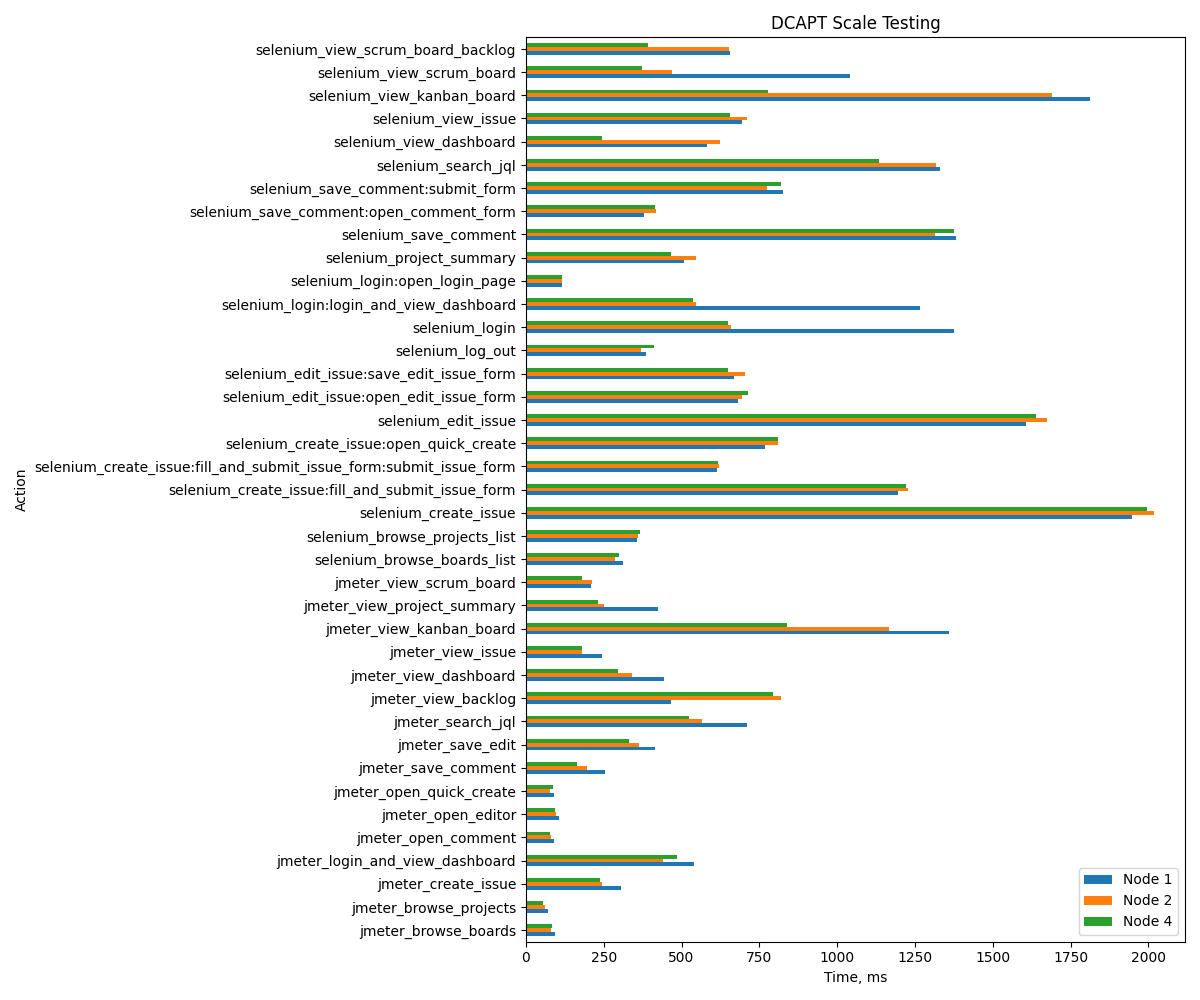 DCAPT Scale Testing
selenium_view_scrum_board_backlog
selenium_view_scrum_board
selenium_view_kanban_board
selenium_view_issue
selenium_view_dashboard
selenium_search_jql
selenium_save_comment:submit_form
selenium_save_comment:open_comment_form
selenium_save_comment
selenium_project_summary
selenium_login:open_login_page
selenium_login:login_and_view_dashboard
selenium_login
selenium_log_out
selenium_edit_issue:save_edit_issue_form
selenium_edit_issue:open_edit_issue_form
selenium_edit_issue
selenium_create_issue:open_quick_create
selenium_create_issue:fill_and_submit_issue_form:submit_issue_form
selenium_create_issue:fill_and_submit_issue_form
selenium_create_issue
selenium_browse_projects_list
selenium_browse_boards_list
jmeter_view_scrum_board
jmeter_view_project_summary
jmeter_view_kanban_board
jmeter_view_issue
jmeter_view_dashboard
jmeter_view_backlog
jmeter_search_jql
jmeter_save_edit
jmeter_save_comment
jmeter_open_quick_create
jmeter_open_editor
jmeter_open_comment
jmeter_login_and_view_dashboard
jmeter_create_issue
jmeter_browse_projects
jmeter_browse_boards
Action
0 250 500 750 1000 1250 1500 1750 2000
Time, ms
Node 1
Node 2
Node 4